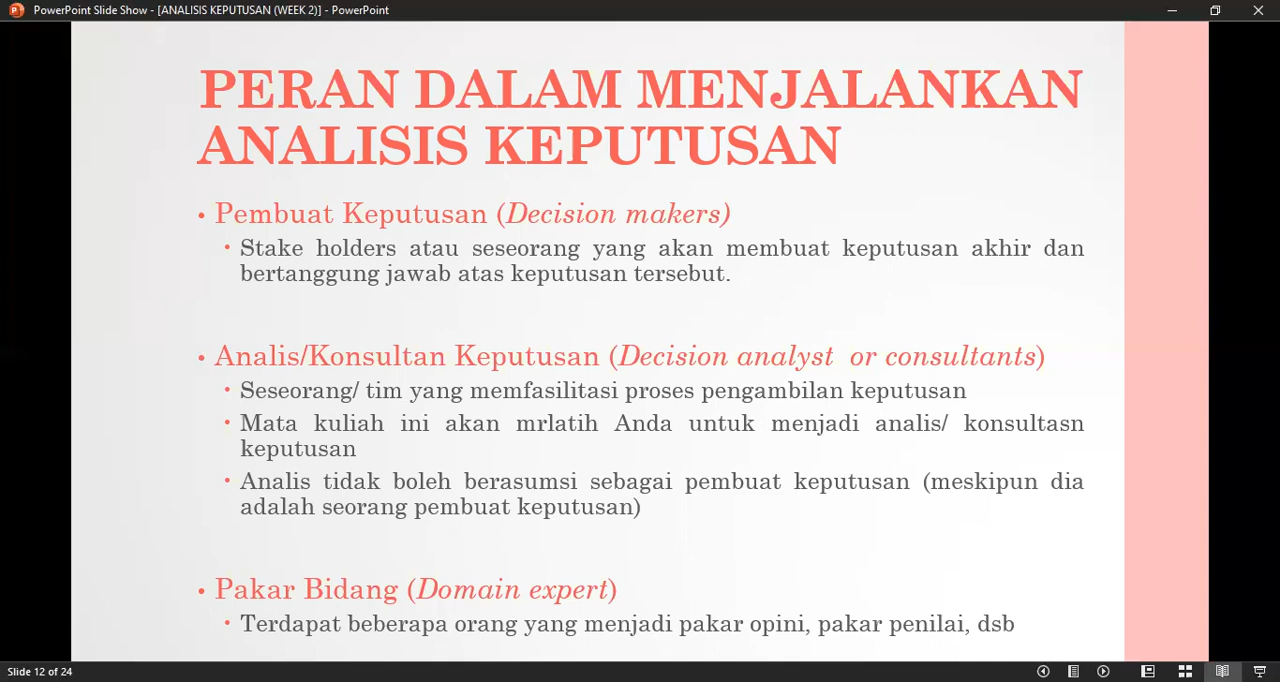 PowerPoint Slide Show - [ANALISIS KEPUTUSAN (WEEK 2)] - PowerPoint
PERAN DALAM MENJALANKAN
ANALISIS KEPUTUSAN
• Pembuat Keputusan (Decision makers)
• Stake holders atau seseorang yang akan membuat keputusan akhir dan
bertanggung jawab atas keputusan tersebut.
• Analis/Konsultan Keputusan (Decision analyst or consultants)
• Seseorang/ tim yang memfasilitasi proses pengambilan keputusan
• Mata kuliah ini akan mrlatih Anda untuk menjadi analis/ konsultasn
keputusan
• Analis tidak boleh berasumsi sebagai pembuat keputusan (meskipun dia
adalah seorang pembuat keputusan)
• Pakar Bidang (Domain expert)
• Terdapat beberapa orang yang menjadi pakar opini, pakar penilai, dsb
Slide 12 of 24